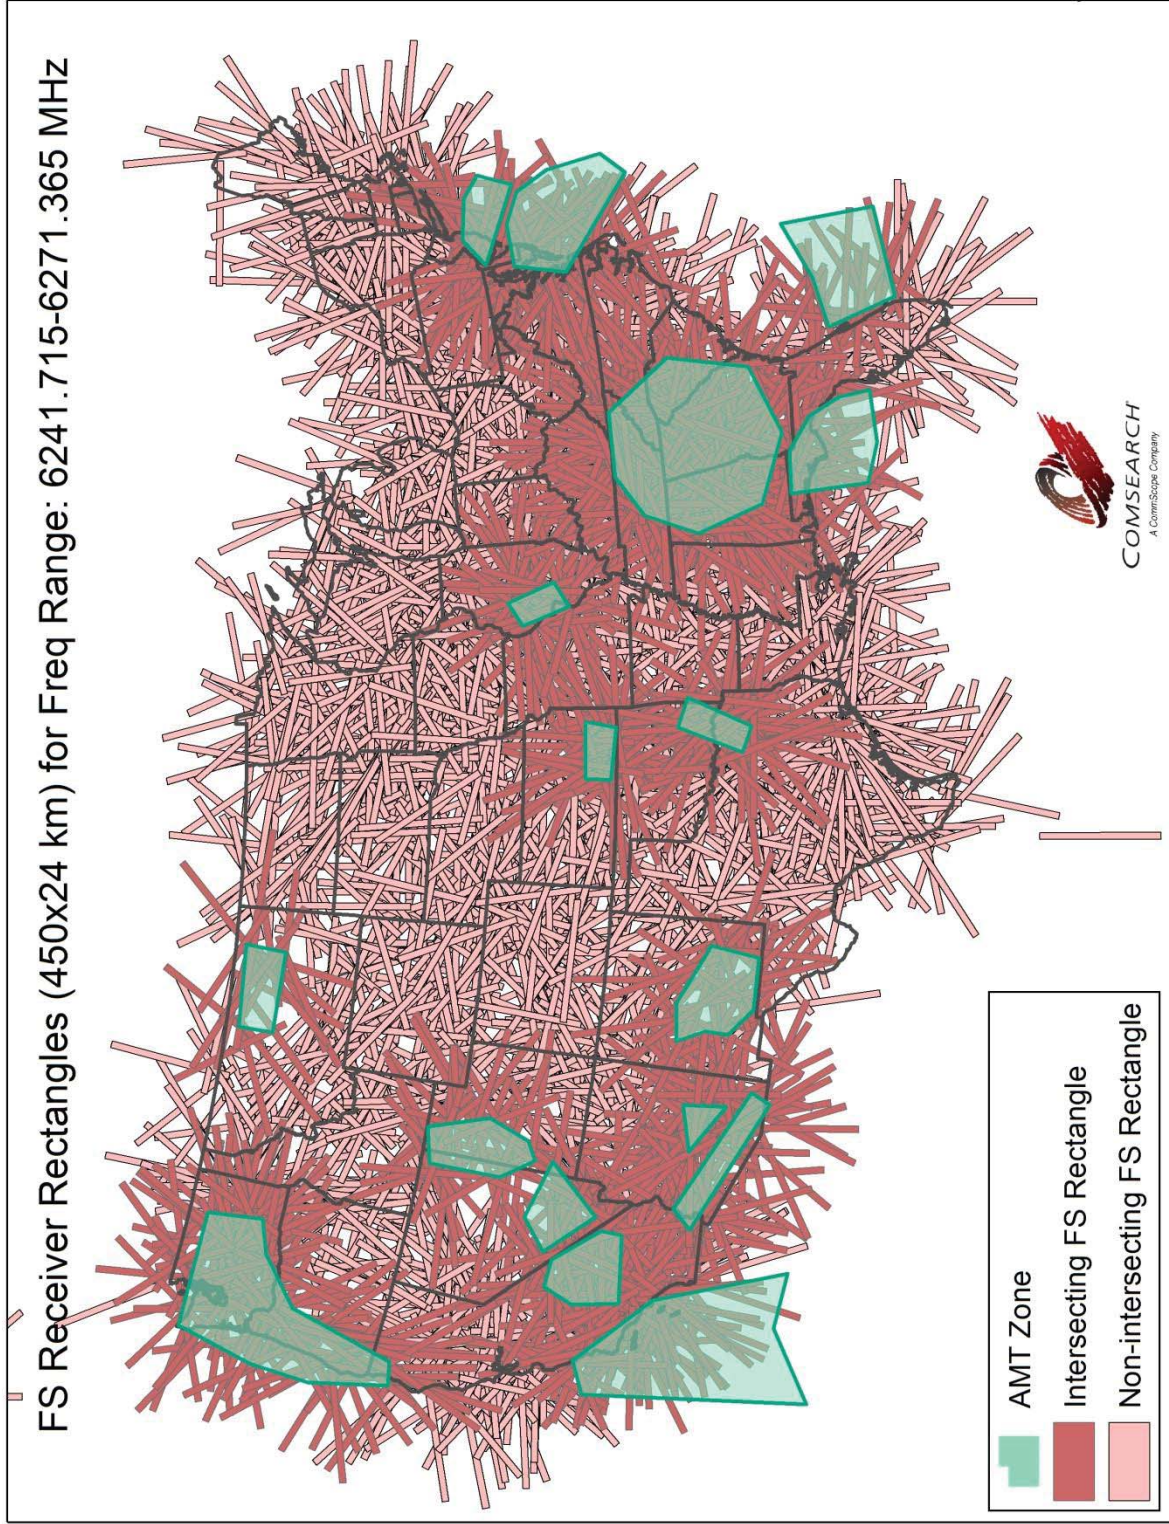 FS Receiver Rectangles (450x24 km) for Freq Range: 6241.715-6271.365 MHz
AMT Zone
Intersecting FS Rectangle
Non-intersecting FS Rectangle
COMSEARCH
A CommScope Company